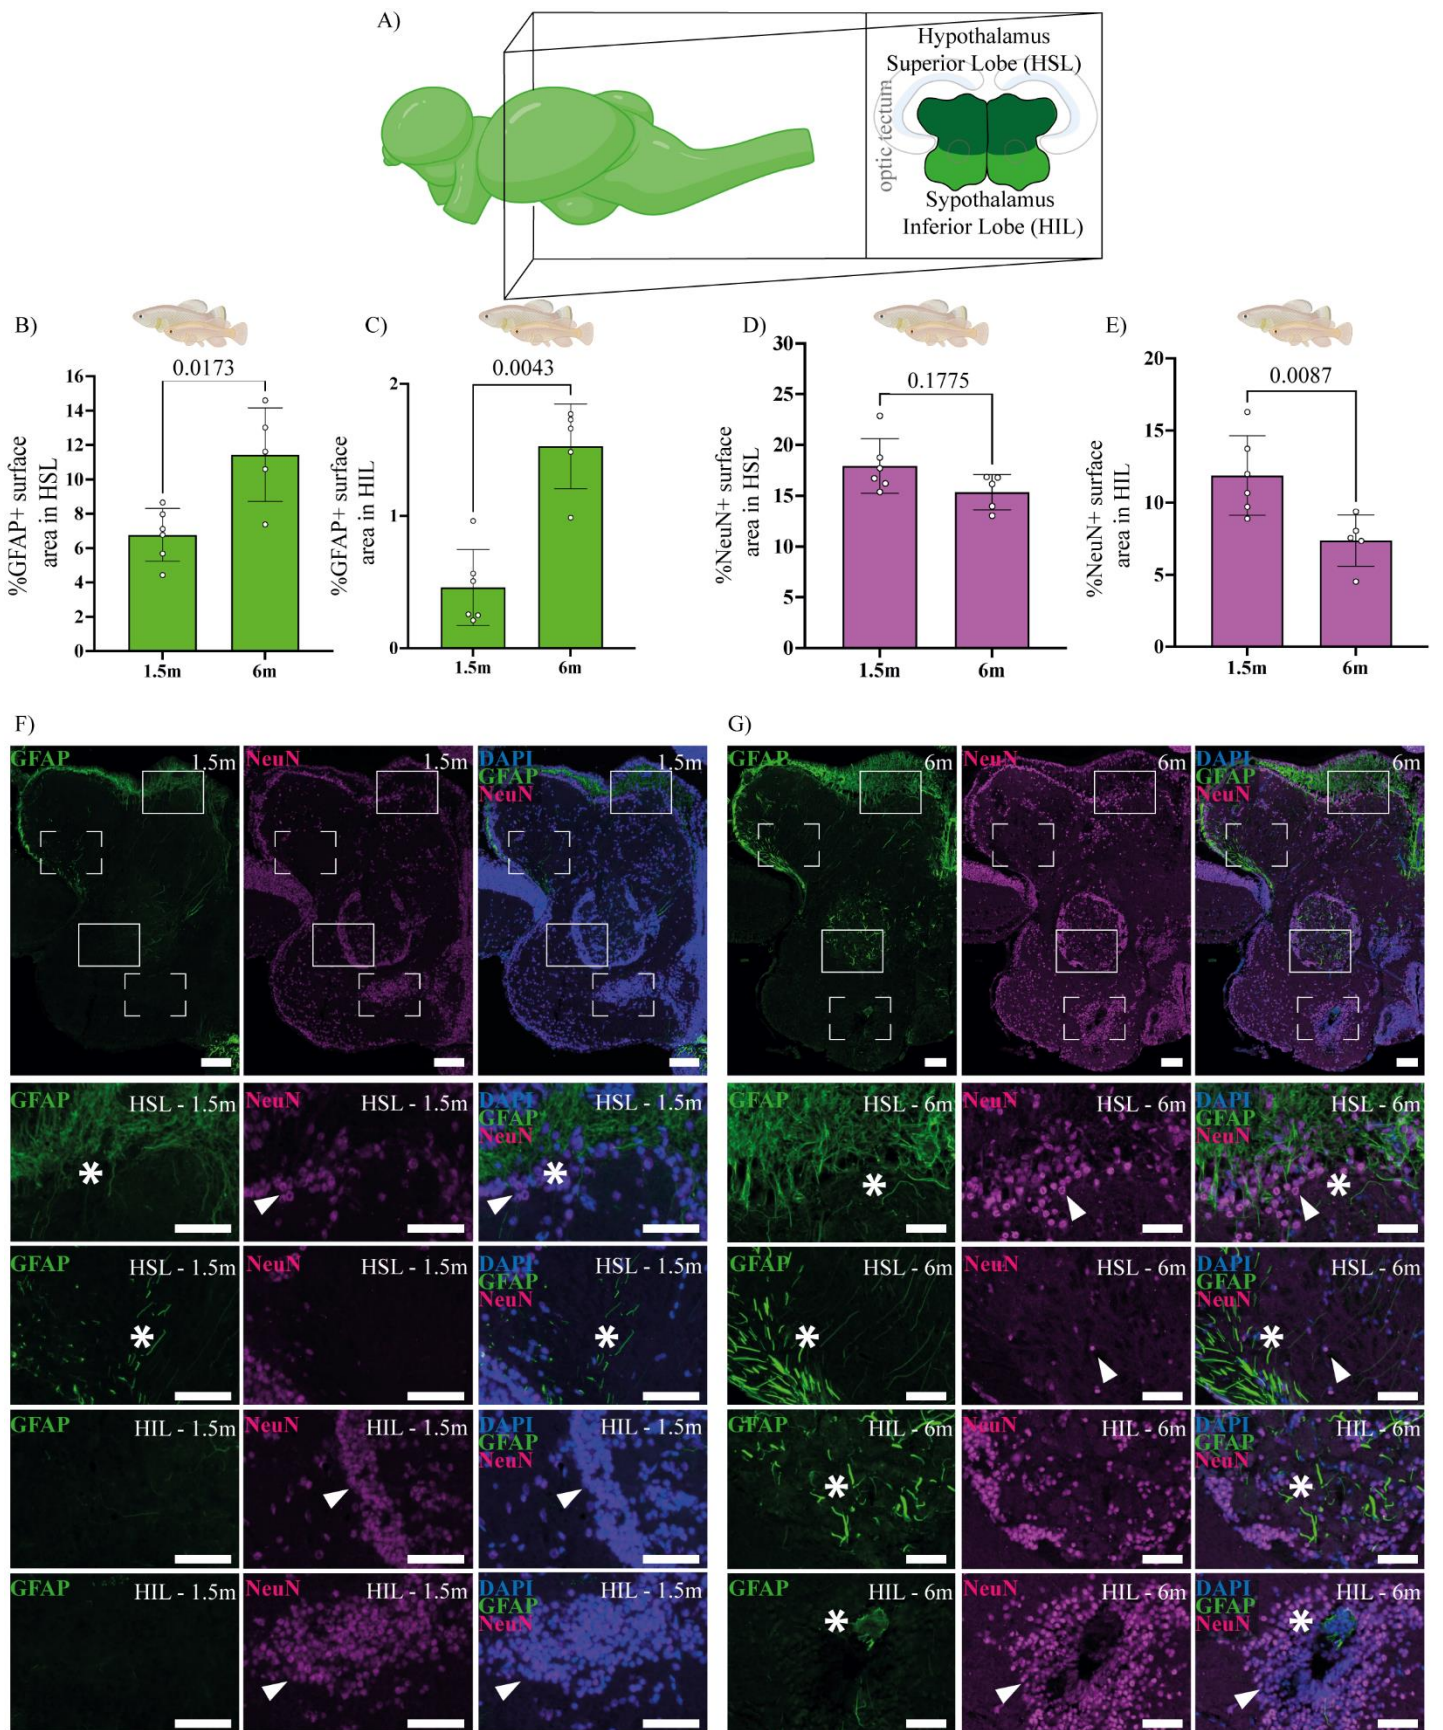 A)
Hypothalamus
Superior Lobe (HSL)
optic tectum
Sypothalamus
Inferior Lobe (HIL)
B)
0.0173
%GFAP+ surface
area in HSL
16
14
12
10
8
6
4
2
0
1.5m
6m
C)
0.0043
%GFAP+ surface
area in HIL
2
1
0
1.5m
6m
D)
0.1775
%NeuN+ surface
area in HSL
30
25
20
15
10
5
0
1.5m
6m
E)
0.0087
%NeuN+ surface
area in HIL
20
15
10
5
0
1.5m
6m
F)
GFAP
1.5m
NeuN
1.5m
DAPI
GFAP
NeuN
1.5m
GFAP
HSL - 1.5m
NeuN
HSL - 1.5m
DAPI
GFAP
NeuN
HSL - 1.5m
GFAP
HSL - 1.5m
NeuN
HSL - 1.5m
DAPI
GFAP
NeuN
HSL - 1.5m
GFAP
HIL - 1.5m
NeuN
HIL - 1.5m
DAPI
GFAP
NeuN
HIL - 1.5m
GFAP
HIL - 1.5m
NeuN
HIL - 1.5m
DAPI
GFAP
NeuN
HIL - 1.5m
G)
GFAP
6m
NeuN
6m
DAPI
GFAP
NeuN
6m
GFAP
HSL - 6m
NeuN
HSL - 6m
DAPI
GFAP
NeuN
HSL - 6m
GFAP
HSL - 6m
NeuN
HSL - 6m
DAPI
GFAP
NeuN
HSL - 6m
GFAP
HIL - 6m
NeuN
HIL - 6m
DAPI
GFAP
NeuN
HIL - 6m
GFAP
HIL - 6m
NeuN
HIL - 6m
DAPI
GFAP
NeuN
HIL - 6m